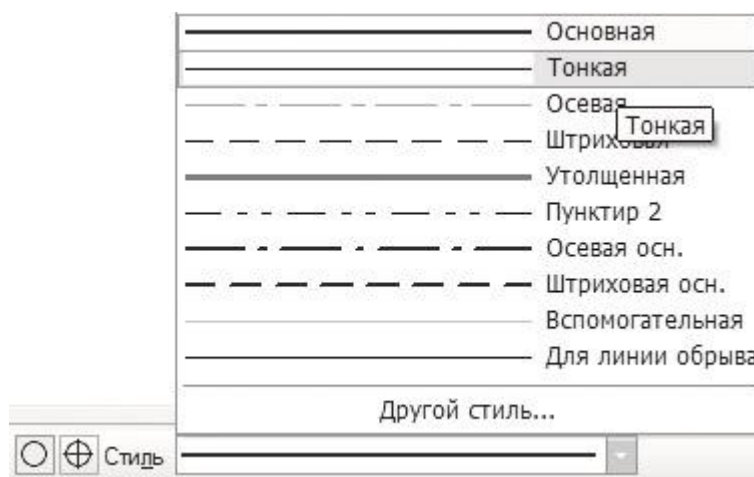 Основная
Тонкая
Осевая
Тонкая
Штриховая
Утолщенная
Пунктир 2
Осевая осн.
Штриховая осн.
Вспомогательная
Для линии обрыва
Другой стиль...
Стиль